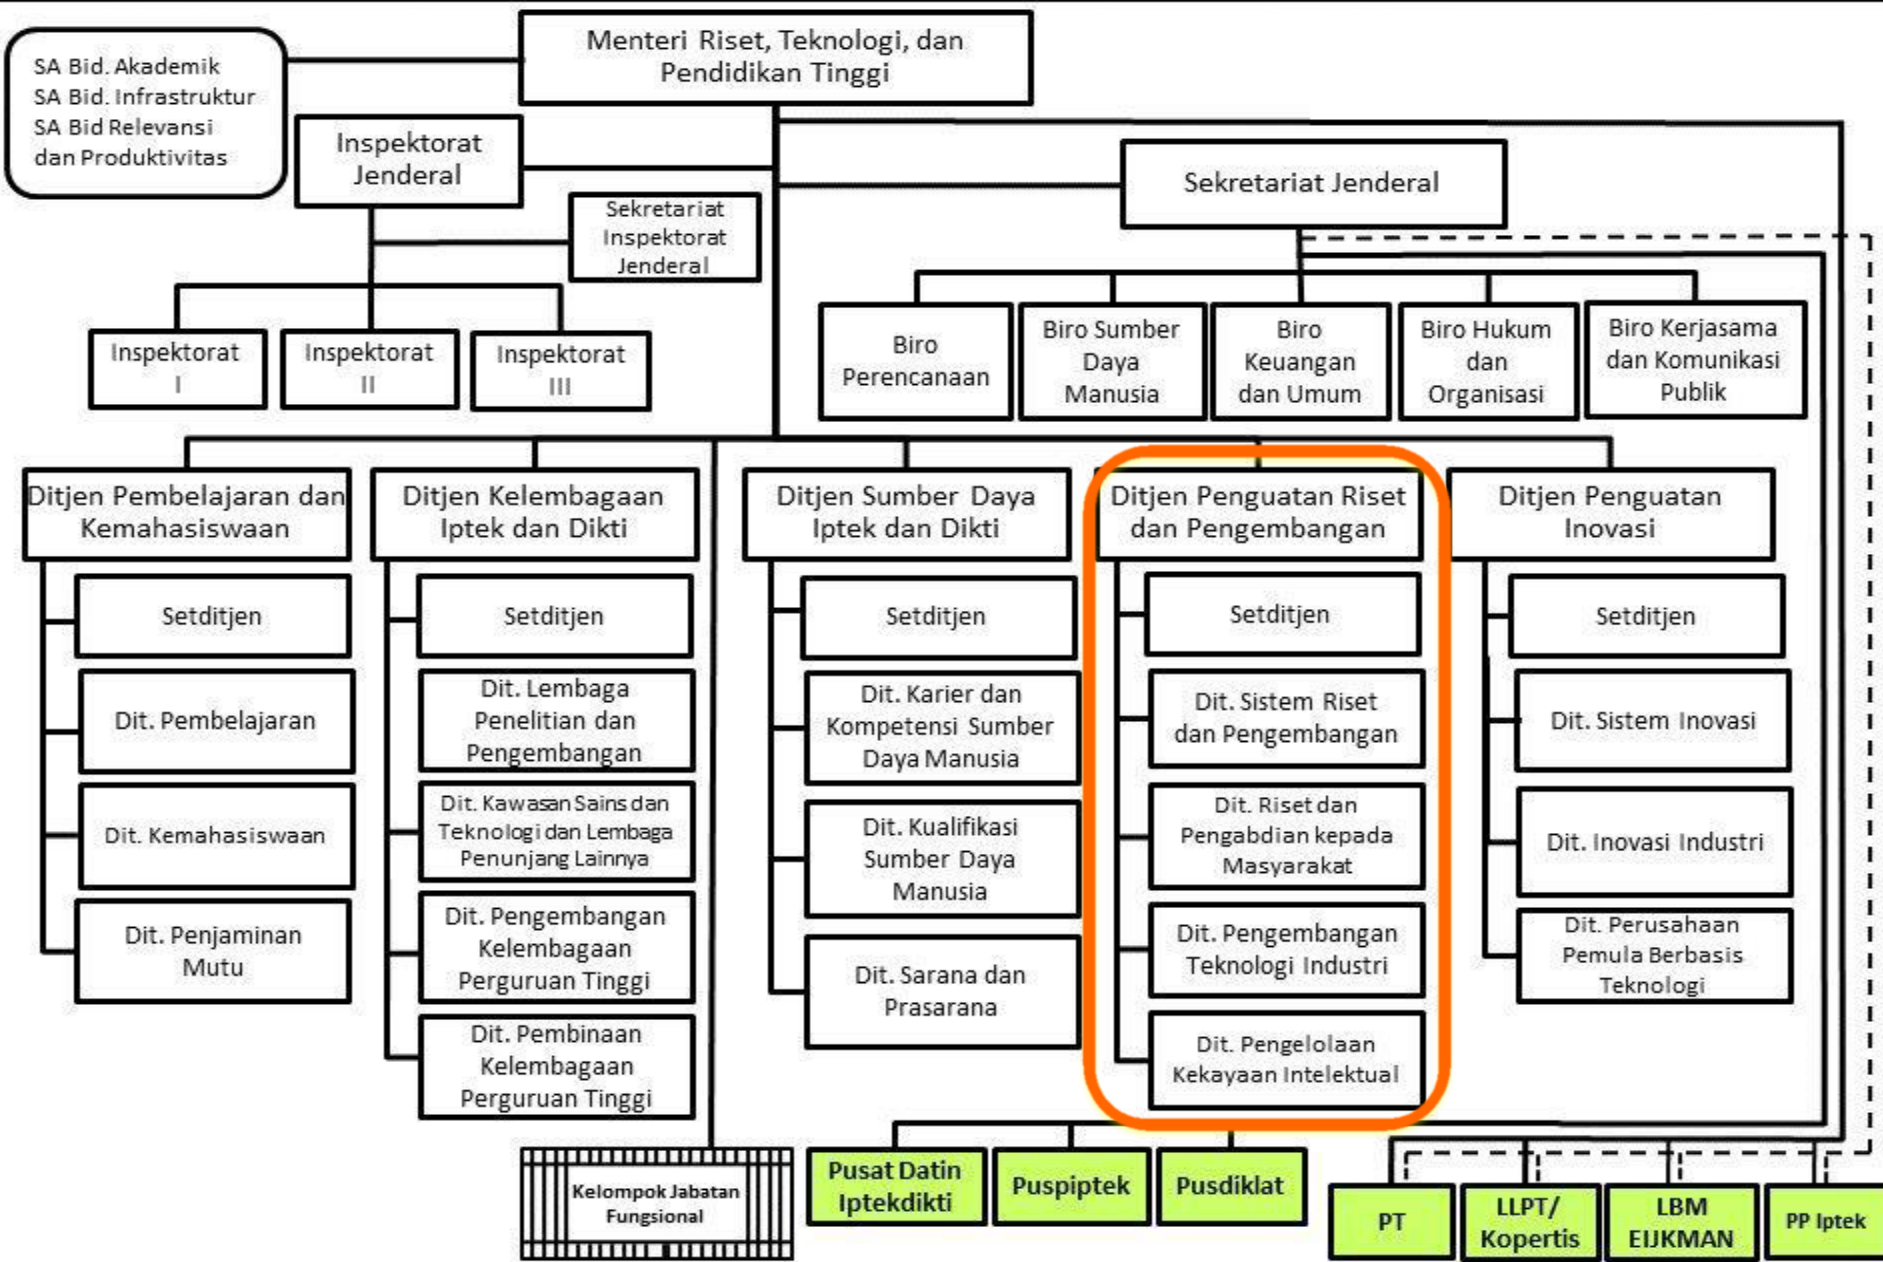 Menteri Riset, Teknologi, dan
Pendidikan Tinggi
SA Bid. Akademik
SA Bid. Infrastruktur
SA Bid Relevansi
dan Produktivitas
Inspektorat
Jenderal
Sekretariat Jenderal
Sekretariat
Inspektorat
Jenderal
Inspektorat
I
Inspektorat
II
Inspektorat
III
Biro
Perencanaan
Biro Sumber
Daya
Manusia
Biro
Keuangan
dan Umum
Biro Hukum
dan
Organisasi
Biro Kerjasama
dan Komunikasi
Publik
Ditjen Pembelajaran dan
Kemahasiswaan
Setditjen
Dit. Pembelajaran
Dit. Kemahasiswaan
Dit. Penjaminan
Mutu
Ditjen Kelembagaan
Iptek dan Dikti
Setditjen
Dit. Lembaga
Penelitian dan
Pengembangan
Dit. Kawasan Sains dan
Teknologi dan Lembaga
Penunjang Lainnya
Dit. Pengembangan
Kelembagaan
Perguruan Tinggi
Dit. Pembinaan
Kelembagaan
Perguruan Tinggi
Ditjen Sumber Daya
Iptek dan Dikti
Setditjen
Dit. Karier dan
Kompetensi Sumber
Daya Manusia
Dit. Kualifikasi
Sumber Daya
Manusia
Dit. Sarana dan
Prasarana
Ditjen Penguatan Riset
dan Pengembangan
Setditjen
Dit. Sistem Riset
dan Pengembangan
Dit. Riset dan
Pengabdian kepada
Masyarakat
Dit. Pengembangan
Teknologi Industri
Dit. Pengelolaan
Kekayaan Intelektual
Ditjen Penguatan
Inovasi
Setditjen
Dit. Sistem Inovasi
Dit. Inovasi Industri
Dit. Perusahaan
Pemula Berbasis
Teknologi
Kelompok Jabatan
Fungsional
Pusat Datin
Iptekdikti
Puspiptek
Pusdiklat
PT
LLPT/
Kopertis
LBM
EIJKMAN
PP Iptek